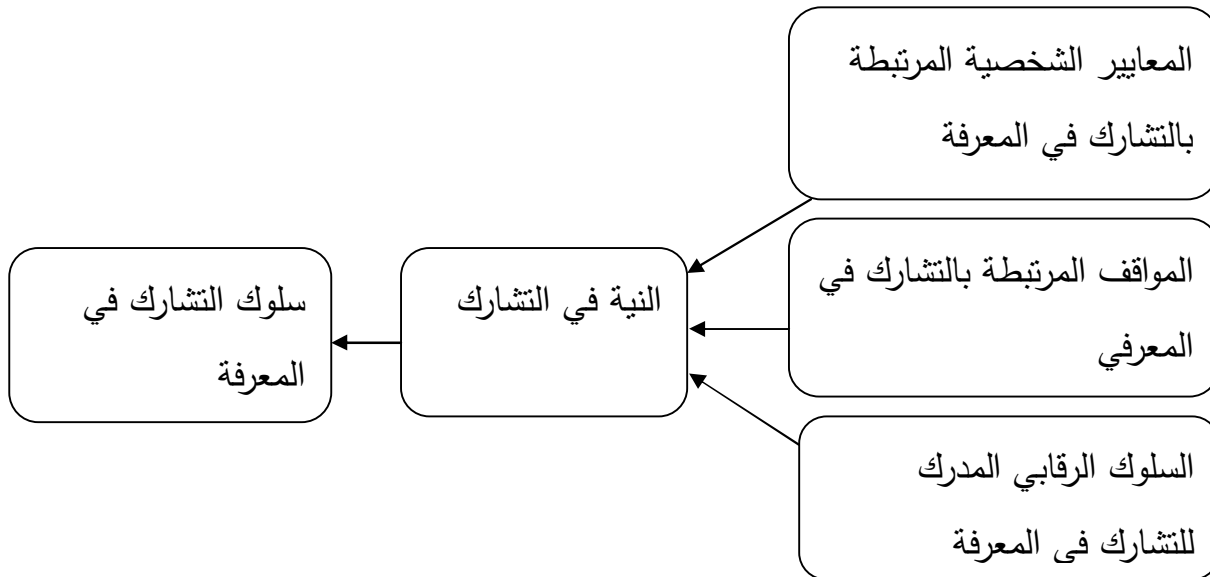 المعايير الشخصية المرتبطة
بالتشارك في المعرفة
المواقف المرتبطة بالتشارك في
المعرفي
السلوك الرقابي المدرك
للتشارك في المعرفة
النية في التشارك
سلوك التشارك في
المعرفة